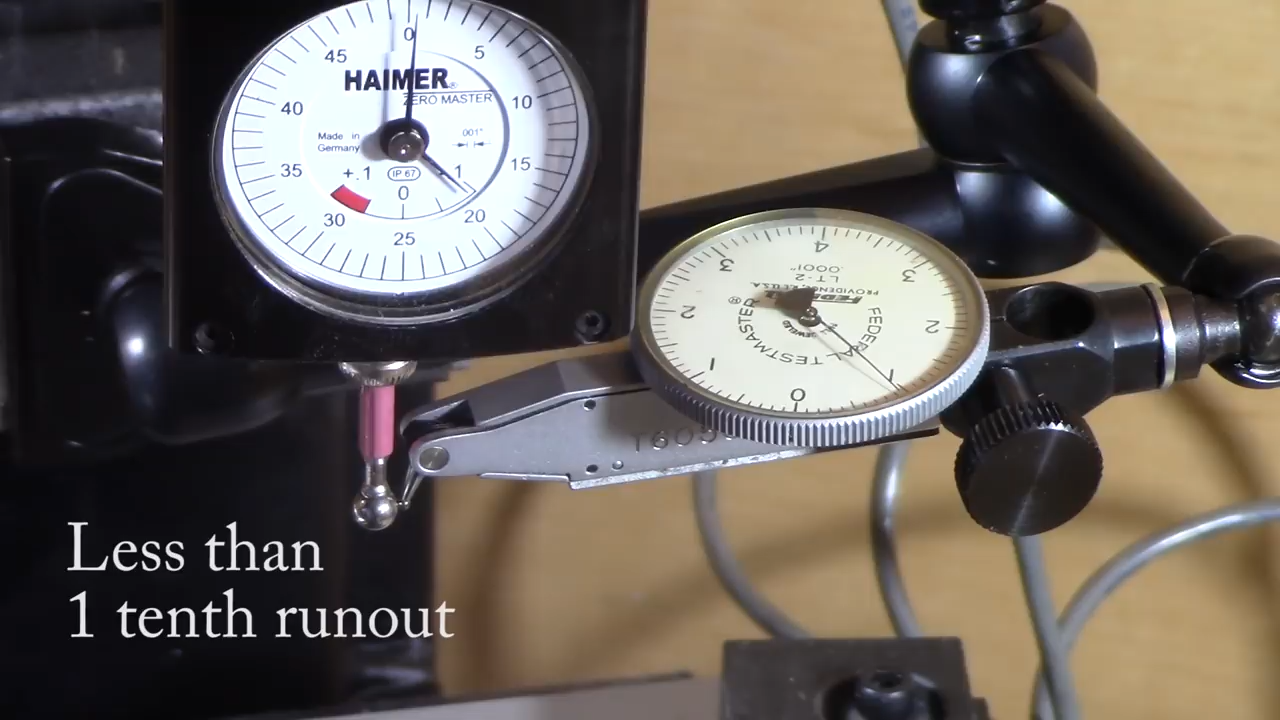 0
5
10
15
20
25
30
35
40
45
HAIMER®
ZERO MASTER
Made in
Germany
.001"
+.1
IP 67
1
0
4
3
3
2
2
1
1
0
.0001"
LT-2
PROVIDENCE, R.I. U.S.A.
FEDERAL
FEDERAL TESTMASTER®
Less than
1 tenth runout